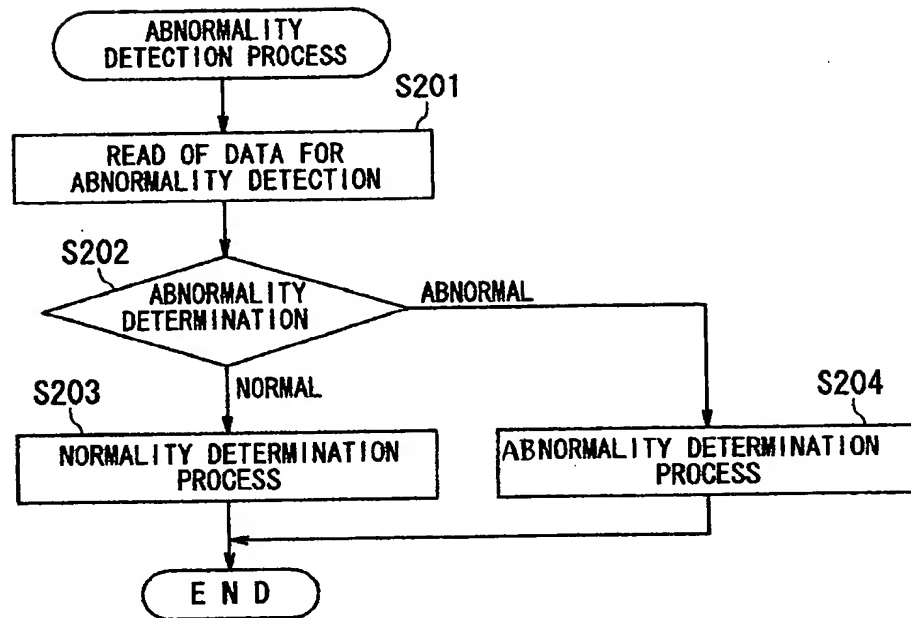 ABNORMALITY
DETECTION PROCESS
S201
READ OF DATA FOR
ABNORMALITY DETECTION
S202
ABNORMALITY
DETERMINATION
ABNORMAL
NORMAL
S203
NORMALITY DETERMINATION
PROCESS
S204
ABNORMALITY DETERMINATION
PROCESS
END